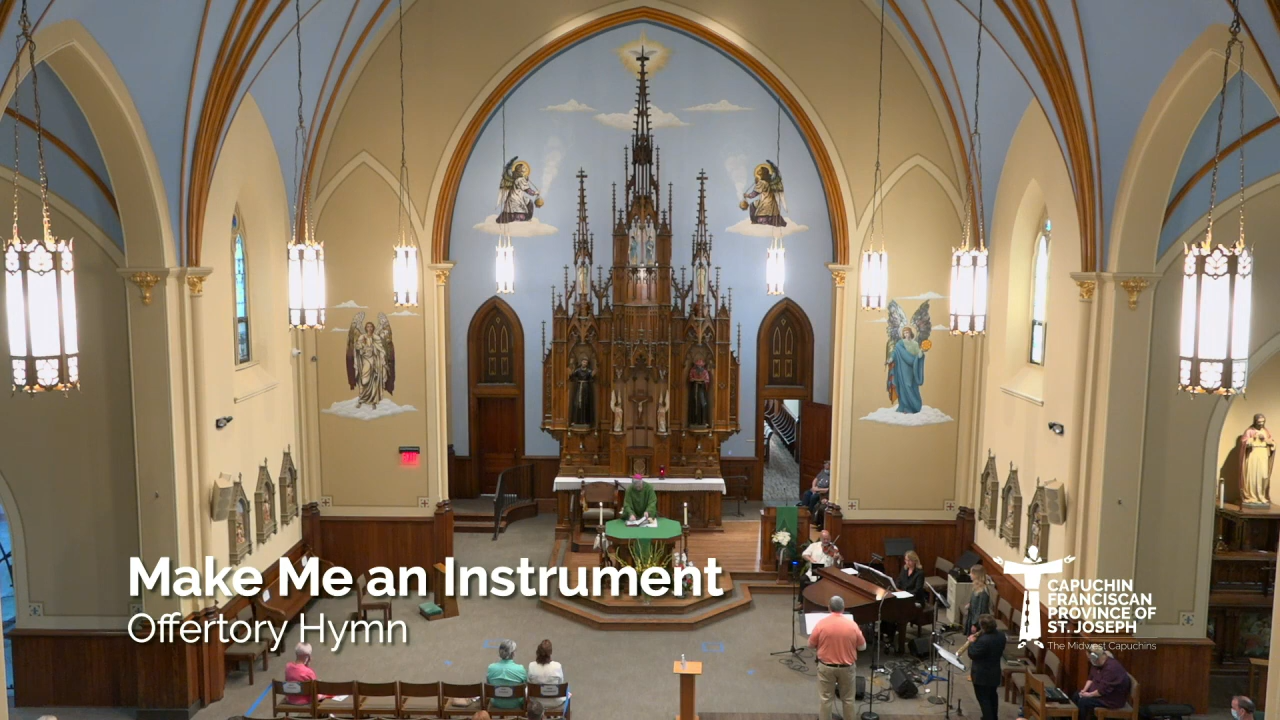 Make Me an Instrument
Offertory Hymn
CAPUCHIN
FRANCISCAN
PROVINCE OF
ST. JOSEPH
The Midwest Capuchins